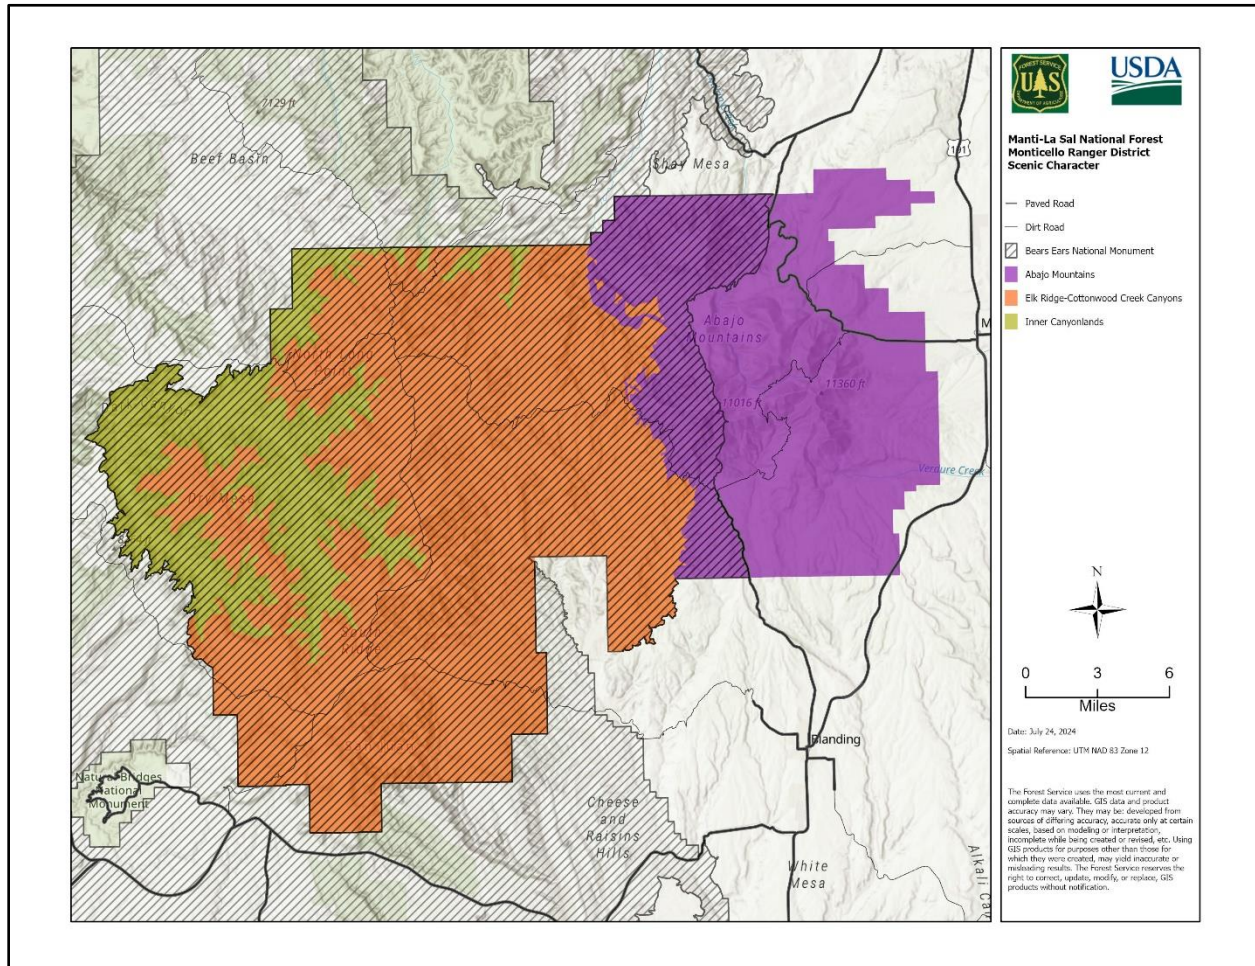 7129 ft
Beef Basin
Shay Mesa
191
North Long
Point
Abajo
Mountains
11360 ft
11016 ft
Dry Mesa
Verdure Creek
South
Ridge
M
Blanding
Natural Bridges
National
Monument
Cheese
and
Raisins
Hills
White
Mesa
Alkali
FOREST SERVICE
U S
DEPARTMENT OF AGRICULTURE
USDA
Manti-La Sal National Forest
Monticello Ranger District
Scenic Character
Paved Road
Dirt Road
Bears Ears National Monument
Abajo Mountains
Elk Ridge-Cottonwood Creek Canyons
Inner Canyonlands
N
0 3 6
Miles
Date: July 24, 2024
Spatial Reference: UTM NAD 83 Zone 12
The Forest Service uses the most current and
complete data available. GIS data and product
accuracy may vary. They may be: developed from
sources of differing accuracy, accurate only at certain
scales, based on modeling or interpretation,
incomplete while being created or revised, etc. Using
GIS products for purposes other than those for
which they were created, may yield inaccurate or
misleading results. The Forest Service reserves the
right to correct, update, modify, or replace, GIS
products without notification.